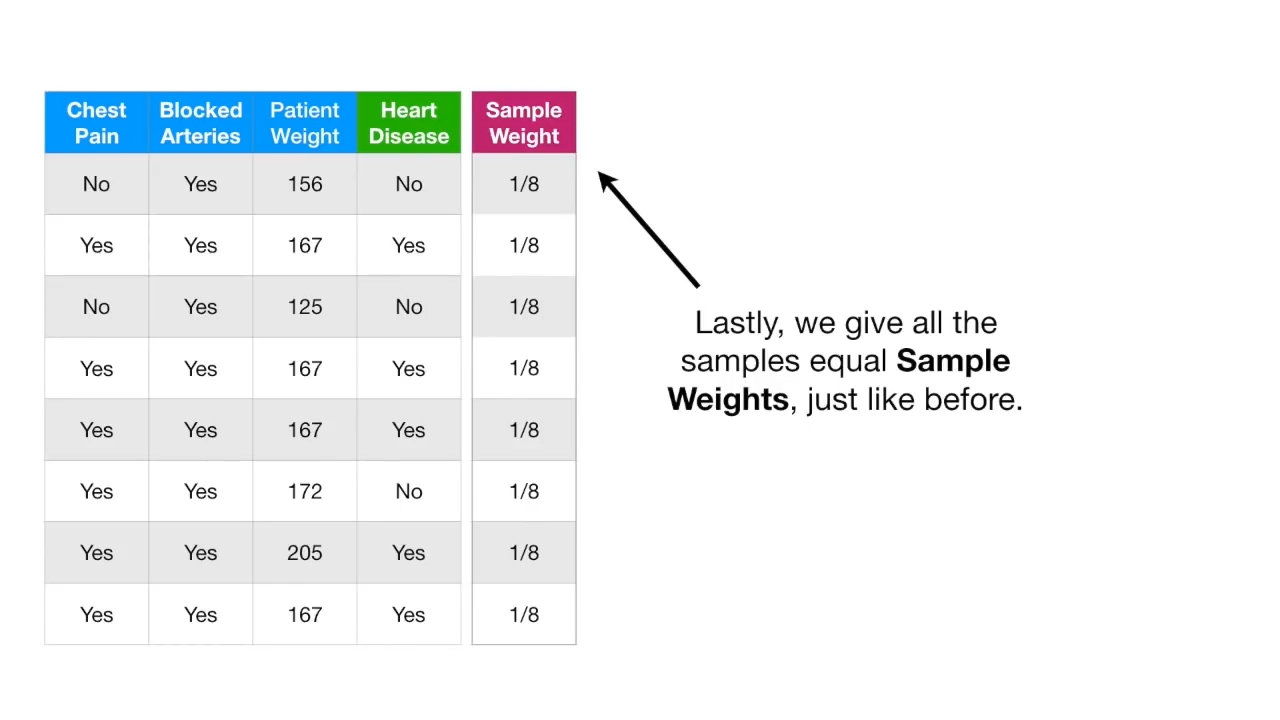 Chest Pain Blocked Arteries Patient Weight Heart Disease Sample Weight
No Yes 156 No 1/8
Yes Yes 167 Yes 1/8
No Yes 125 No 1/8
Yes Yes 167 Yes 1/8
Yes Yes 167 Yes 1/8
Yes Yes 172 No 1/8
Yes Yes 205 Yes 1/8
Yes Yes 167 Yes 1/8
Lastly, we give all the
samples equal Sample
Weights, just like before.